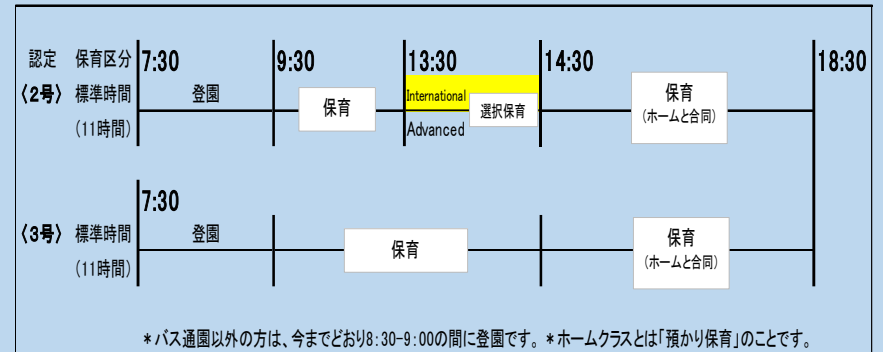 認定 保育区分 7:30 9:30 13:30 14:30 18:30
〈2号〉 標準時間 登園 保育 International 選択保育 保育
(11時間) Advanced (ホームと合同)
7:30
〈3号〉 標準時間 登園 保育 保育
(11時間) (ホームと合同)
*バス通園以外の方は、今までどおり8:30-9:00の間に登園です。*ホームクラスとは「預かり保育」のことです。